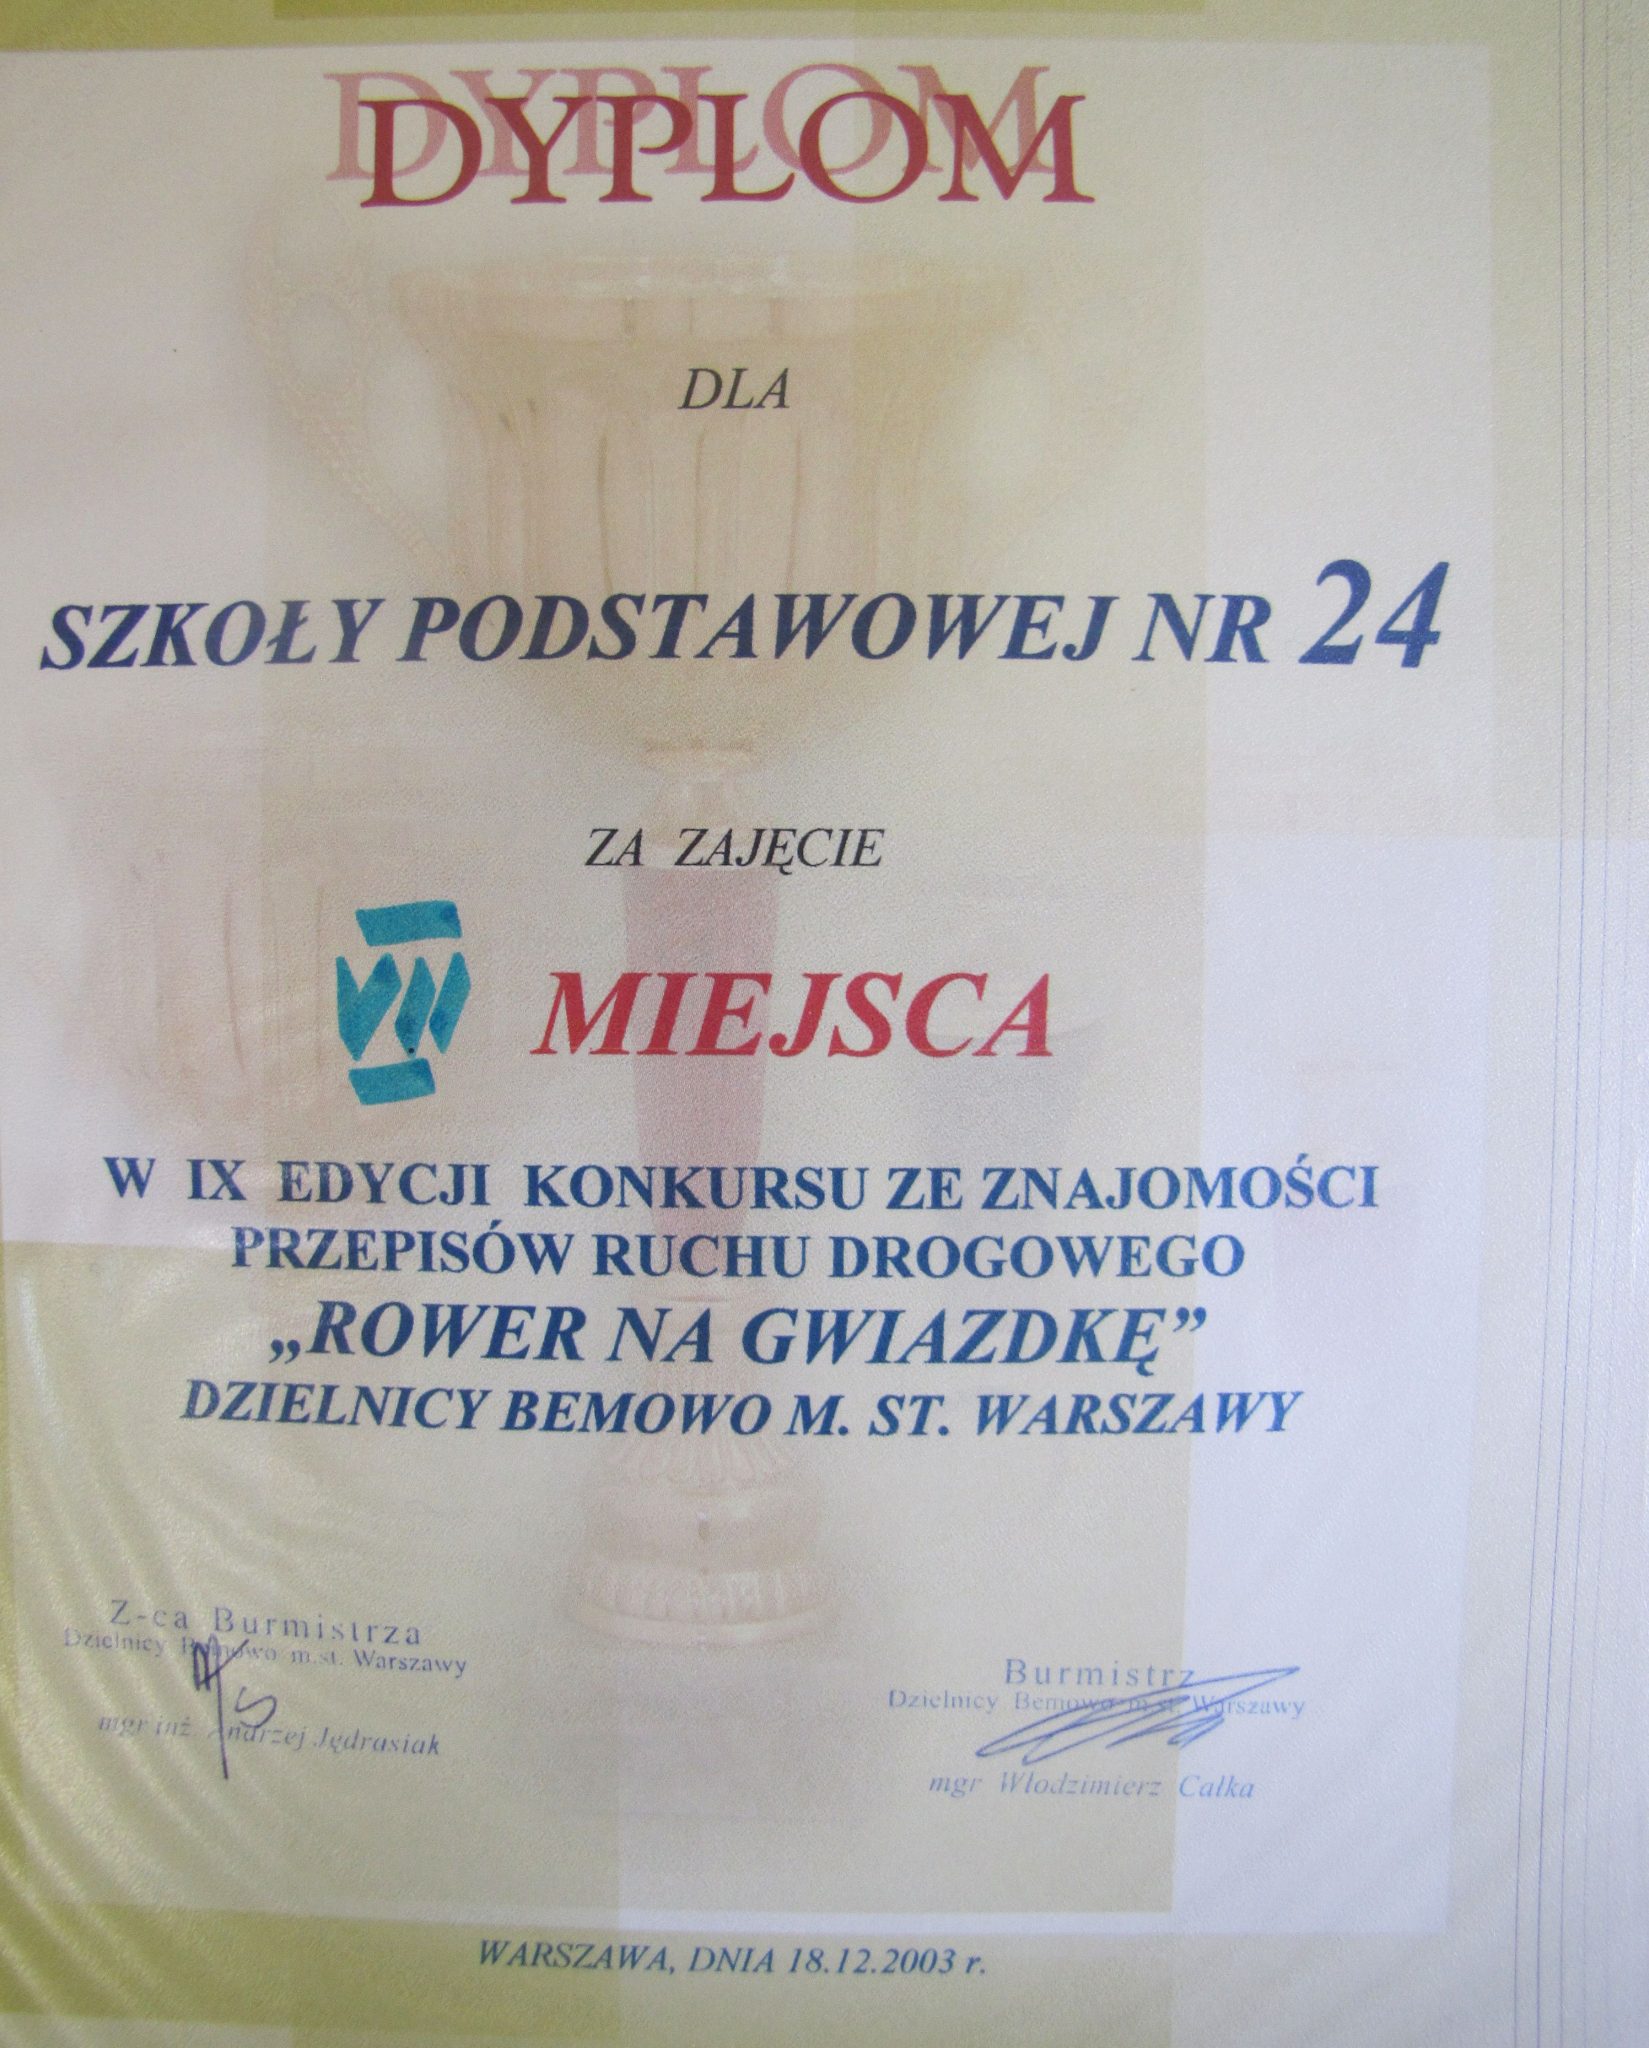 DYPLOM
DLA
SZKOŁY PODSTAWOWEJ NR 24
ZA ZAJĘCIE
VII MIEJSCA
W IX EDYCJI KONKURSU ZE ZNAJOMOŚCI
PRZEPISÓW RUCHU DROGOWEGO
„ROWER NA GWIAZDKĘ”
DZIELNICY BEMOWO M. ST. WARSZAWY
Z-ca Burmistrza
Dzielnicy Bemowo m.st. Warszawy
mgr inż. Andrzej Jędrasiak
Burmistrz
Dzielnicy Bemowo m.st. Warszawy
mgr Włodzimierz Całka
WARSZAWA, DNIA 18.12.2003 r.